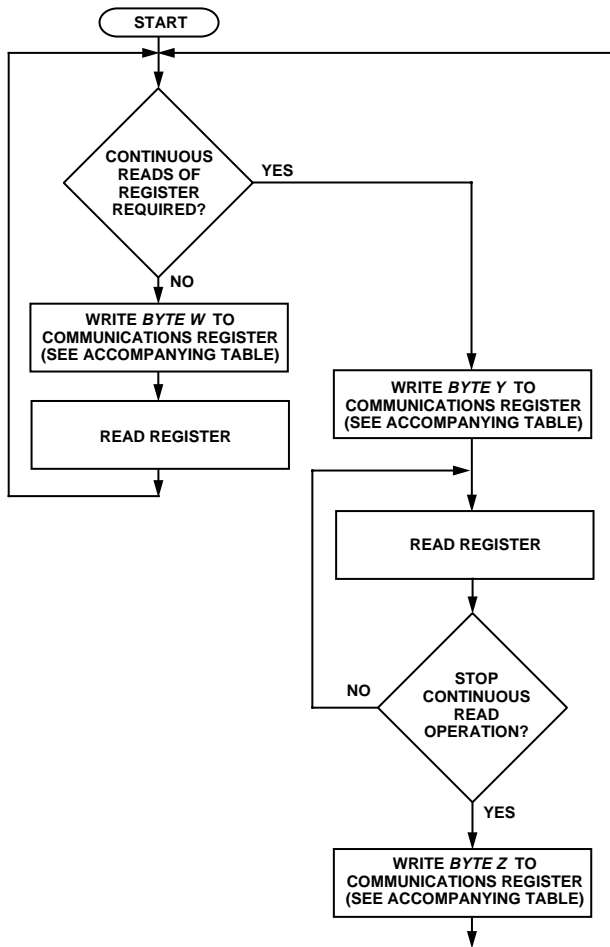 START
CONTINUOUS
READS OF
REGISTER
REQUIRED?
YES
NO
WRITE BYTE W TO
COMMUNICATIONS REGISTER
(SEE ACCOMPANYING TABLE)
READ REGISTER
WRITE BYTE Y TO
COMMUNICATIONS REGISTER
(SEE ACCOMPANYING TABLE)
READ REGISTER
NO
STOP
CONTINUOUS
READ
OPERATION?
YES
WRITE BYTE Z TO
COMMUNICATIONS REGISTER
(SEE ACCOMPANYING TABLE)